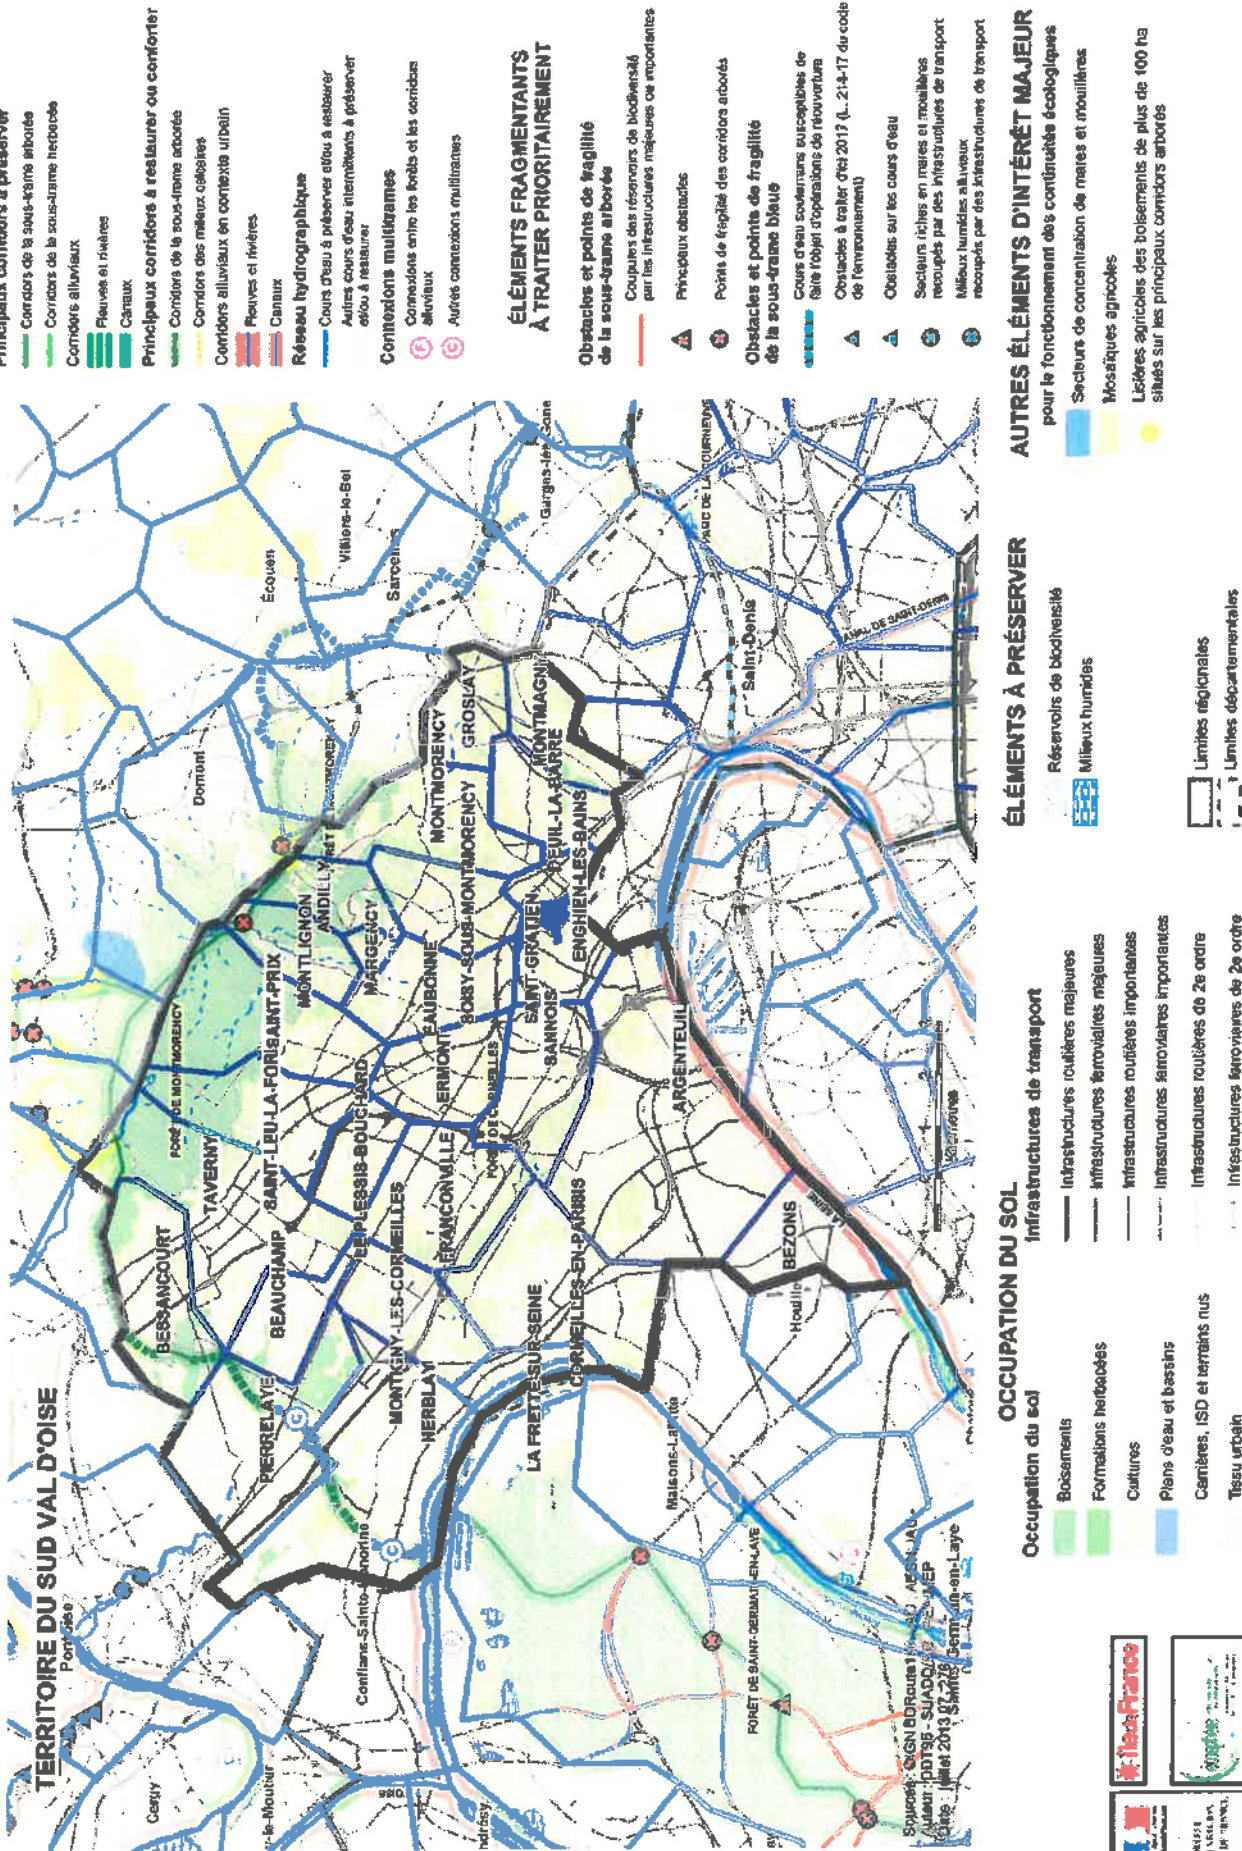 TERRITOIRE DU SUD VAL D'OISE
Pontoise
Cergy
Conflans-Sainte-Honorine
PIERRELAYE
BESSANCOURT
BEAUCHAMP
TAVERNY
FORÊT DE MONTMORENCY
SAINT-LEU-LA-FORÊT
SAINT-PRIX
LE PLESSIS-BOUCHARD
MONTIGNY-LES-CORMEILLES
HERBLAY
FRANCONVILLE
ERMONT
EAUBONNE
MONTLIGNON
ANDILLY
MARGENCY
SOISY-SOUS-MONTMORENCY
MONTMORENCY
GROSLAY
Domont
Écouen
Villiers-le-Bel
Sarcelles
LA FRETTE-SUR-SEINE
CORMEILLES-EN-PARISIS
SANNOIS
SAINT-GRATIEN
ENGHIEN-LES-BAINS
DEUIL-LA-BARRE
MONTMAGNY
ARGENTEUIL
BEZONS
LA SEINE
Houilles
Saint-Denis
CANAL DE SAINT-DENIS
Maisons-Laffitte
FORÊT DE SAINT-GERMAIN-EN-LAYE
Saint-Germain-en-Laye
Principaux corridors à préserver
Corridors de la sous-trame arborée
Corridors de la sous-trame herbacée
Corridors alluviaux
Fleuves et rivières
Canaux
Principaux corridors à restaurer ou conforter
Corridors de la sous-trame arborée
Corridors des milieux calcaires
Corridors alluviaux en contexte urbain
Fleuves et rivières
Canaux
Réseau hydrographique
Cours d'eau à préserver et/ou à restaurer
Autres cours d'eau intermittents à préserver
et/ou à restaurer
Connexions multitrames
Connexions entre les forêts et les corridors
alluviaux
Autres connexions multitrames
ÉLÉMENTS FRAGMENTANTS
À TRAITER PRIORITAIREMENT
Obstacles et points de fragilité
de la sous-trame arborée
Coupures des réservoirs de biodiversité
par les infrastructures majeures ou importantes
Principaux obstacles
Points de fragilité des corridors arborés
Obstacles et points de fragilité
de la sous-trame bleue
Cours d'eau souterrains susceptibles de
faire l'objet d'opérations de réouverture
Obstacles à traiter d'ici 2017 (L. 214-17 du code
de l'environnement)
Obstacles sur les cours d'eau
Secteurs riches en mares et mouillères
recoupés par des infrastructures de transport
Milieux humides alluviaux
recoupés par des infrastructures de transport
OCCUPATION DU SOL
Occupation du sol
Boisements
Formations herbacées
Cultures
Plans d'eau et bassins
Carrières, ISD et terrains nus
Tissu urbain
Infrastructures de transport
Infrastructures routières majeures
Infrastructures ferroviaires majeures
Infrastructures routières importantes
Infrastructures ferroviaires importantes
Infrastructures routières de 2e ordre
Infrastructures ferroviaires de 2e ordre
ÉLÉMENTS À PRÉSERVER
Réservoirs de biodiversité
Milieux humides
Limites régionales
Limites départementales
AUTRES ÉLÉMENTS D'INTÉRÊT MAJEUR
pour le fonctionnement des continuités écologiques
Secteurs de concentration de mares et mouillères
Mosaïques agricoles
Lisières agricoles des boisements de plus de 100 ha
situés sur les principaux corridors arborés